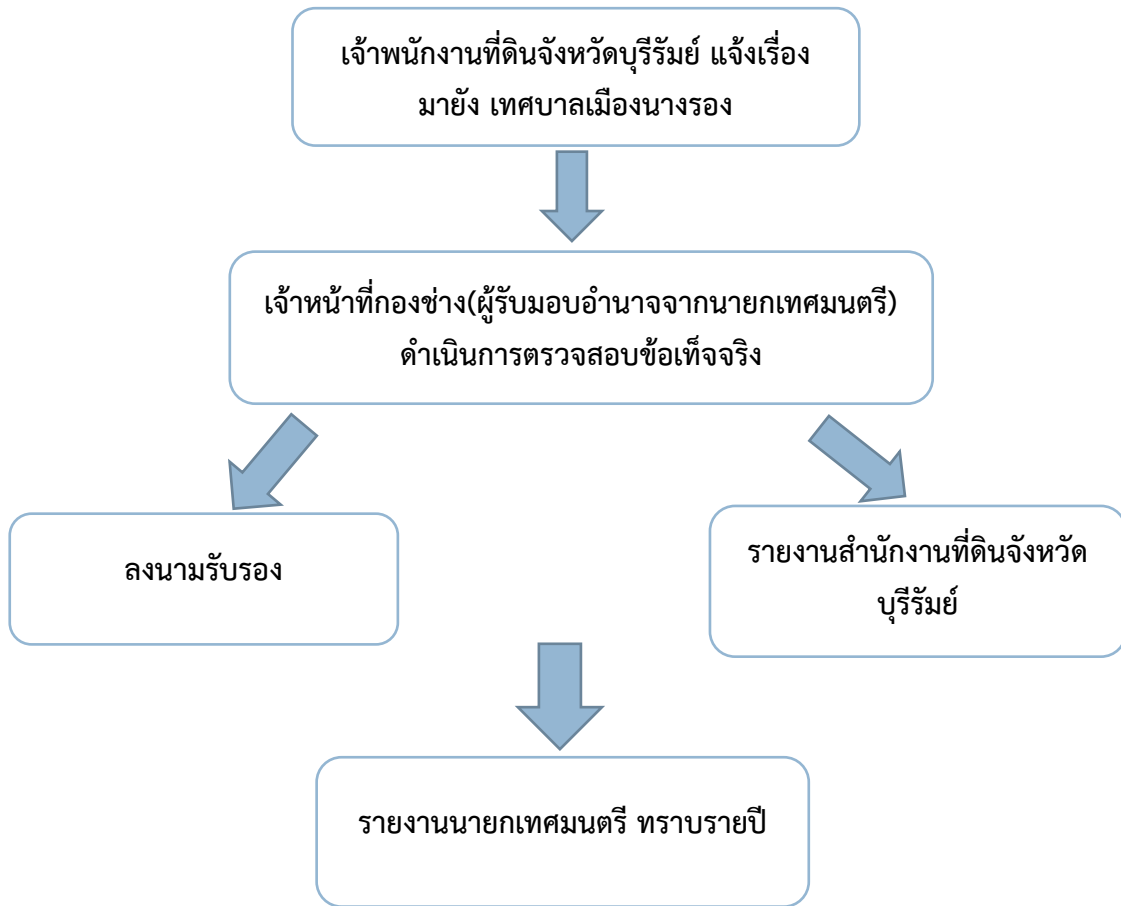 เจ้าพนักงานที่ดินจังหวัดบุรีรัมย์ แจ้งเรื่อง
มายัง เทศบาลเมืองนางรอง
เจ้าหน้าที่กองช่าง(ผู้รับมอบอำนาจจากนายกเทศมนตรี)
ดำเนินการตรวจสอบข้อเท็จจริง
ลงนามรับรอง
รายงานสำนักงานที่ดินจังหวัด
บุรีรัมย์
รายงานนายกเทศมนตรี ทราบรายปี